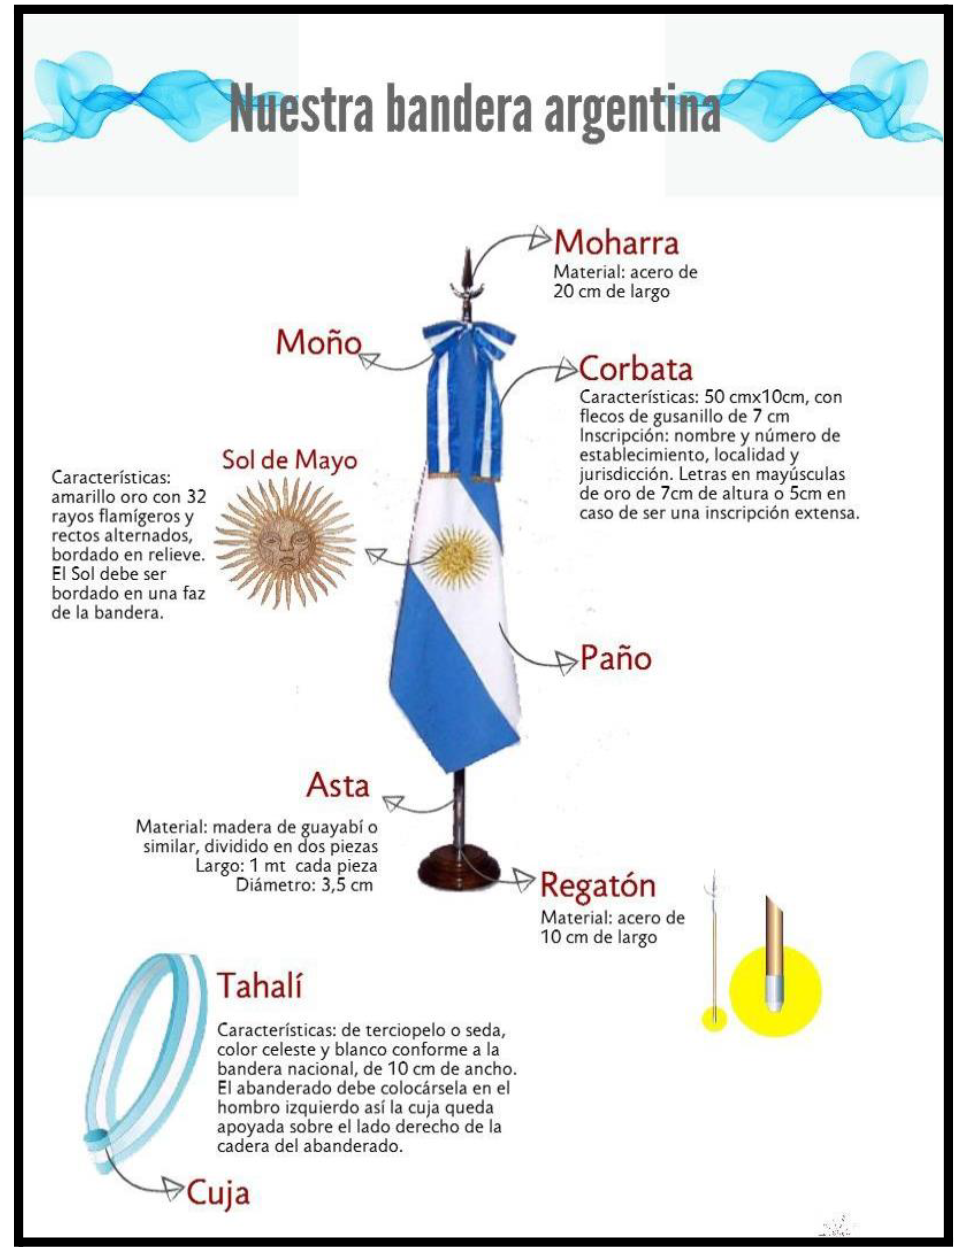 Nuestra bandera argentina
Moharra
Material: acero de
20 cm de largo
Moño
Corbata
Características: 50 cmx10cm, con
flecos de gusanillo de 7 cm
Inscripción: nombre y número de
establecimiento, localidad y
jurisdicción. Letras en mayúsculas
de oro de 7cm de altura o 5cm en
caso de ser una inscripción extensa.
Sol de Mayo
Características:
amarillo oro con 32
rayos flamígeros y
rectos alternados,
bordado en relieve.
El Sol debe ser
bordado en una faz
de la bandera.
Paño
Asta
Material: madera de guayabí o
similar, dividido en dos piezas
Largo: 1 mt cada pieza
Diámetro: 3,5 cm
Regatón
Material: acero de
10 cm de largo
Tahalí
Características: de terciopelo o seda,
color celeste y blanco conforme a la
bandera nacional, de 10 cm de ancho.
El abanderado debe colocársela en el
hombro izquierdo así la cuja queda
apoyada sobre el lado derecho de la
cadera del abanderado.
Cuja